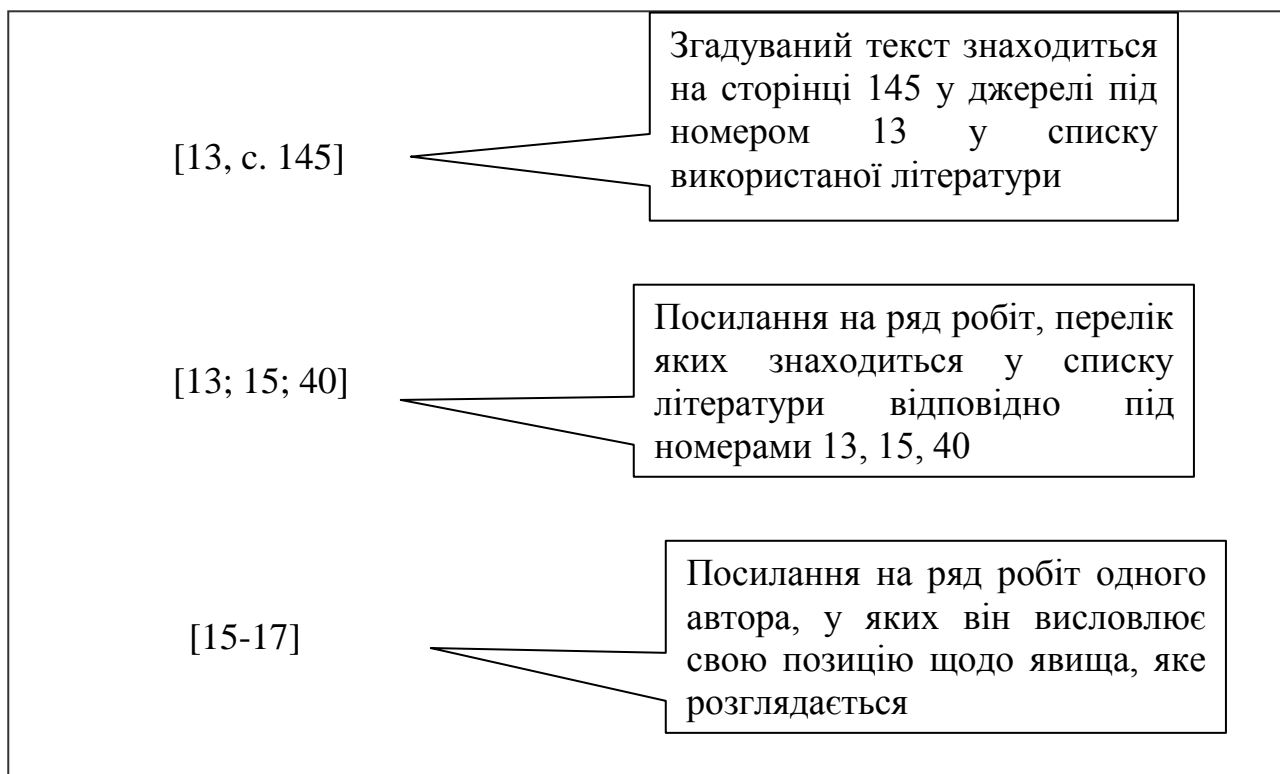 Згадуваний текст знаходиться
на сторінці 145 у джерелі під
номером 13 у списку
використаної літератури
[13, с. 145]
Посилання на ряд робіт, перелік
яких знаходиться у списку
літератури відповідно під
номерами 13, 15, 40
[13; 15; 40]
Посилання на ряд робіт одного
автора, у яких він висловлює
свою позицію щодо явища, яке
розглядається
[15-17]